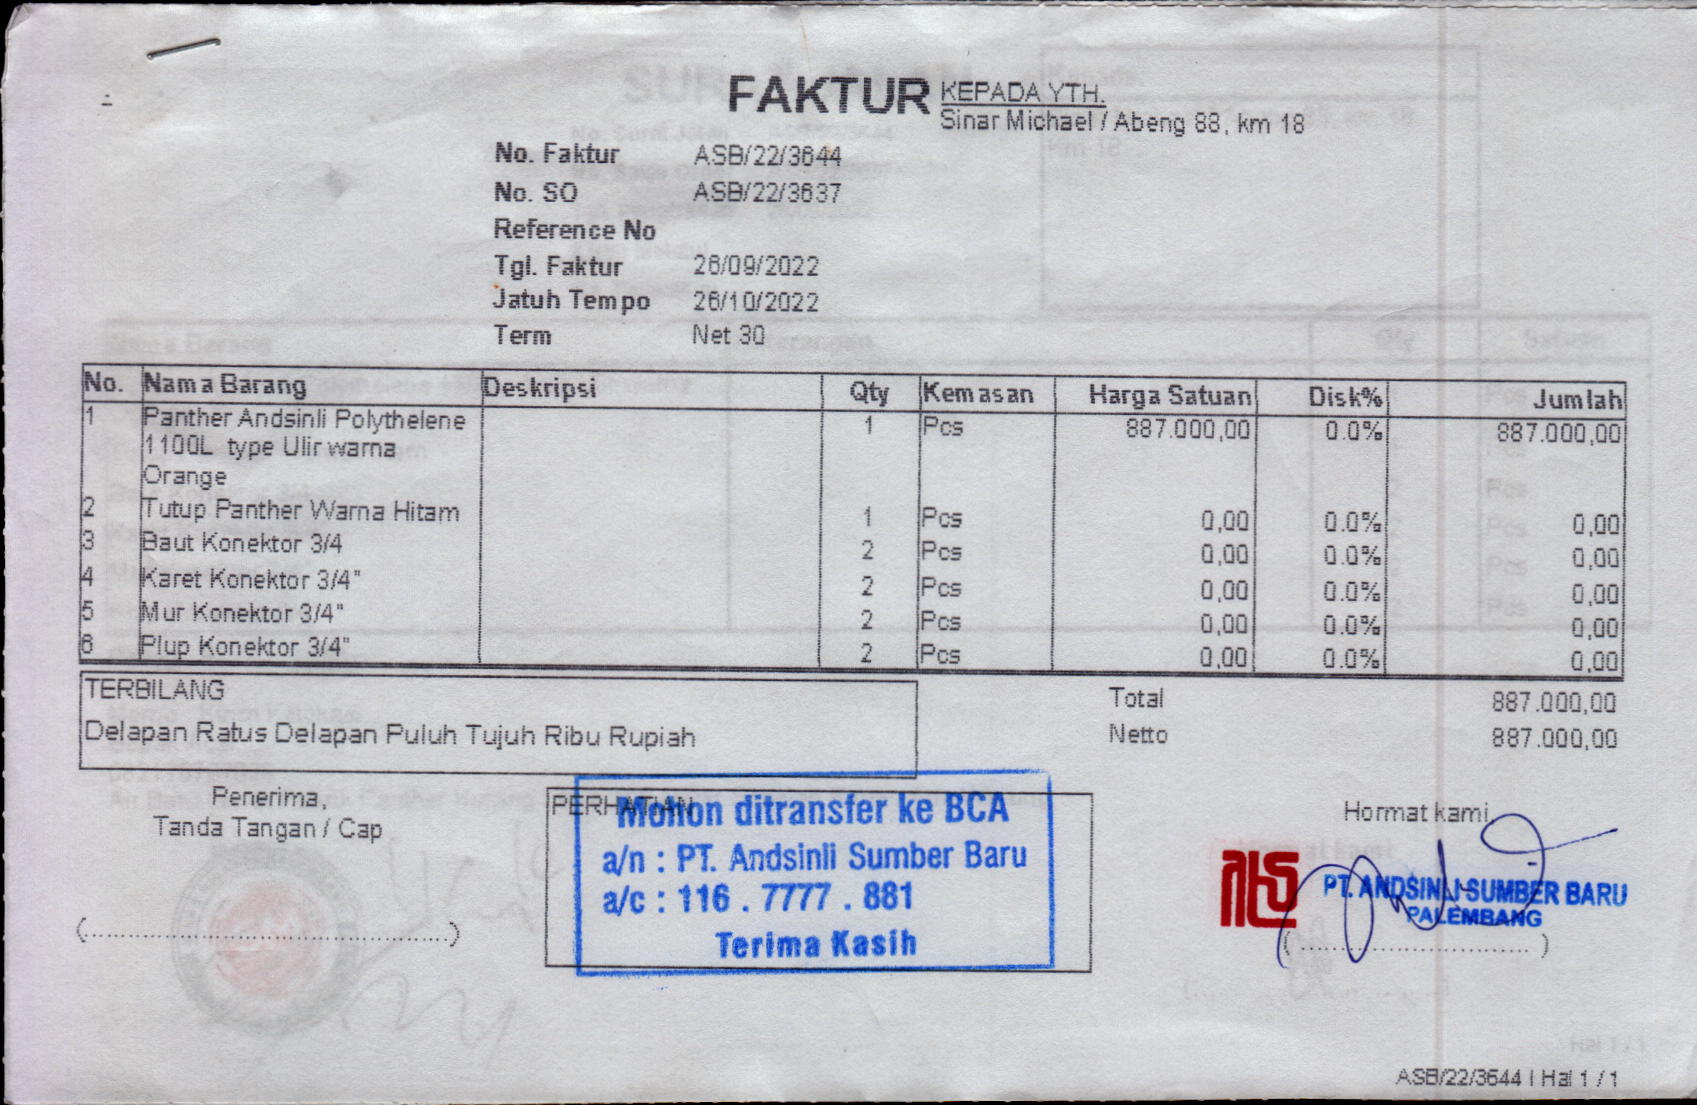 FAKTUR
KEPADA YTH.
Sinar Michael / Abeng 88, km 18
No. Faktur ASB/22/3644
No. SO ASB/22/3637
Reference No
Tgl. Faktur 26/09/2022
Jatuh Tempo 26/10/2022
Term Net 30
No. Nama Barang Deskripsi Qty Kemasan Harga Satuan Disk% Jumlah
1 Panther Andsinli Polythelene 1 Pcs 887.000,00 0.0% 887.000,00
1100L type Ulir warna
Orange
2 Tutup Panther Warna Hitam 1 Pcs 0,00 0.0% 0,00
3 Baut Konektor 3/4 2 Pcs 0,00 0.0% 0,00
4 Karet Konektor 3/4" 2 Pcs 0,00 0.0% 0,00
5 Mur Konektor 3/4" 2 Pcs 0,00 0.0% 0,00
6 Plup Konektor 3/4" 2 Pcs 0,00 0.0% 0,00
TERBILANG
Delapan Ratus Delapan Puluh Tujuh Ribu Rupiah
Total 887.000,00
Netto 887.000,00
Penerima,
Tanda Tangan / Cap
(........................................)
PERHATIAN
Mohon ditransfer ke BCA
a/n : PT. Andsinli Sumber Baru
a/c : 116 . 7777 . 881
Terima Kasih
Hormat kami,
PT. ANDSINLI SUMBER BARU
PALEMBANG
(..............................)
ASB/22/3644 | Hal 1 / 1